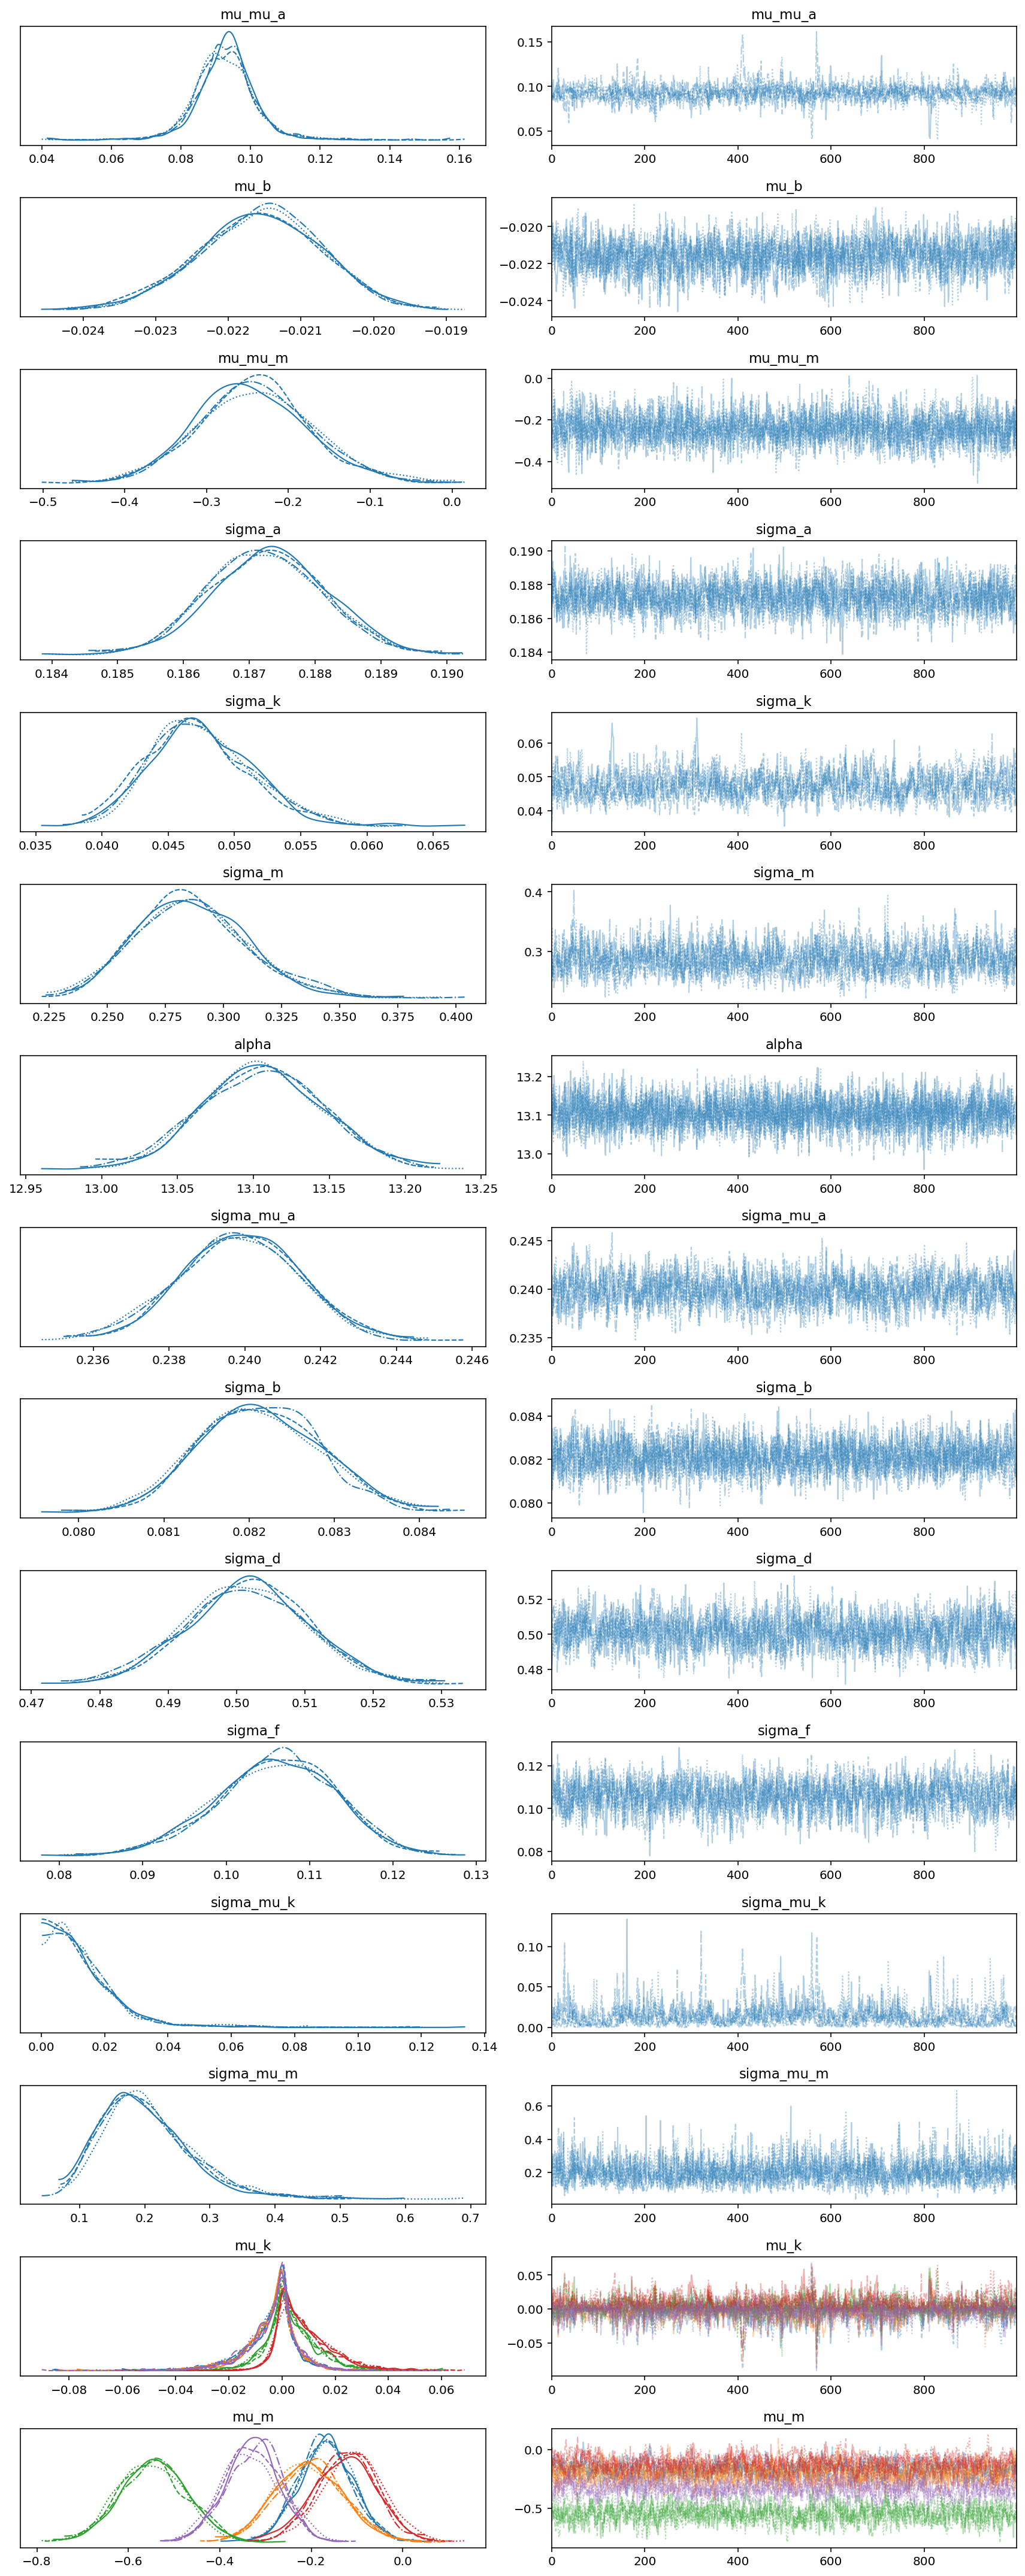 mu_mu_a mu_mu_a
0.15
0.10
0.05
0.04 0.06 0.08 0.10 0.12 0.14 0.16 0 200 400 600 800
mu_b mu_b
−0.020
−0.022
−0.024
−0.024 −0.023 −0.022 −0.021 −0.020 −0.019 0 200 400 600 800
mu_mu_m mu_mu_m
0.0
−0.2
−0.4
−0.5 −0.4 −0.3 −0.2 −0.1 0.0 0 200 400 600 800
sigma_a sigma_a
0.190
0.188
0.186
0.184
0.184 0.185 0.186 0.187 0.188 0.189 0.190 0 200 400 600 800
sigma_k sigma_k
0.06
0.05
0.04
0.035 0.040 0.045 0.050 0.055 0.060 0.065 0 200 400 600 800
sigma_m sigma_m
0.4
0.3
0.225 0.250 0.275 0.300 0.325 0.350 0.375 0.400 0 200 400 600 800
alpha alpha
13.2
13.1
13.0
12.95 13.00 13.05 13.10 13.15 13.20 13.25 0 200 400 600 800
sigma_mu_a sigma_mu_a
0.245
0.240
0.235
0.236 0.238 0.240 0.242 0.244 0.246 0 200 400 600 800
sigma_b sigma_b
0.084
0.082
0.080
0.080 0.081 0.082 0.083 0.084 0 200 400 600 800
sigma_d sigma_d
0.52
0.50
0.48
0.47 0.48 0.49 0.50 0.51 0.52 0.53 0 200 400 600 800
sigma_f sigma_f
0.12
0.10
0.08
0.08 0.09 0.10 0.11 0.12 0.13 0 200 400 600 800
sigma_mu_k sigma_mu_k
0.10
0.05
0.00
0.00 0.02 0.04 0.06 0.08 0.10 0.12 0.14 0 200 400 600 800
sigma_mu_m sigma_mu_m
0.6
0.4
0.2
0.1 0.2 0.3 0.4 0.5 0.6 0.7 0 200 400 600 800
mu_k mu_k
0.05
0.00
−0.05
−0.08 −0.06 −0.04 −0.02 0.00 0.02 0.04 0.06 0 200 400 600 800
mu_m mu_m
0.0
−0.5
−0.8 −0.6 −0.4 −0.2 0.0 0 200 400 600 800